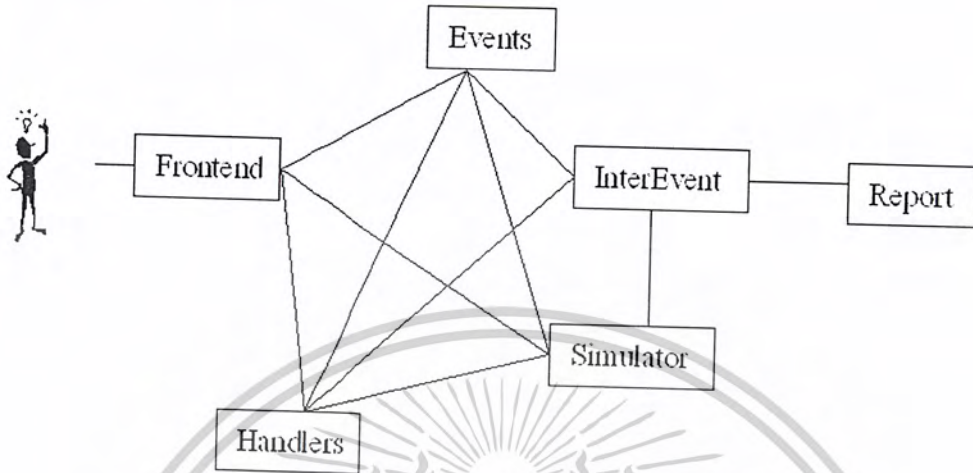 Events
Frontend
InterEvent
Report
Simulator
Handlers